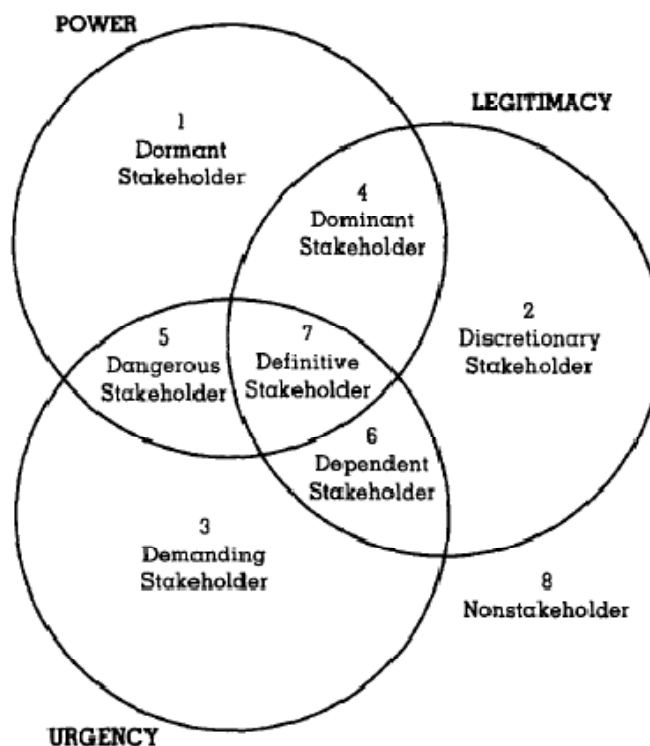 POWER
LEGITIMACY
1
Dormant
Stakeholder
4
Dominant
Stakeholder
2
Discretionary
Stakeholder
5
Dangerous
Stakeholder
7
Definitive
Stakeholder
6
Dependent
Stakeholder
3
Demanding
Stakeholder
8
Nonstakeholder
URGENCY